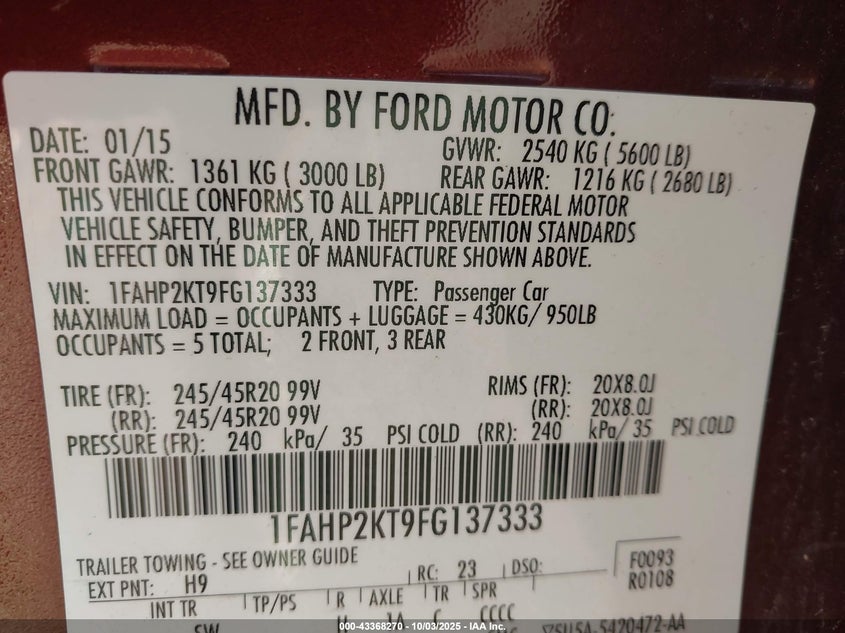 MFD. BY FORD MOTOR CO.
DATE: 01/15 GVWR: 2540 KG ( 5600 LB)
FRONT GAWR: 1361 KG ( 3000 LB) REAR GAWR: 1216 KG ( 2680 LB)
THIS VEHICLE CONFORMS TO ALL APPLICABLE FEDERAL MOTOR
VEHICLE SAFETY, BUMPER, AND THEFT PREVENTION STANDARDS
IN EFFECT ON THE DATE OF MANUFACTURE SHOWN ABOVE.
VIN: 1FAHP2KT9FG137333 TYPE: Passenger Car
MAXIMUM LOAD = OCCUPANTS + LUGGAGE = 430KG/ 950LB
OCCUPANTS = 5 TOTAL; 2 FRONT, 3 REAR
TIRE (FR): 245/45R20 99V RIMS (FR): 20X8.0J
(RR): 245/45R20 99V (RR): 20X8.0J
PRESSURE (FR): 240 kPa/ 35 PSI COLD (RR): 240 kPa/ 35 PSI COLD
1FAHP2KT9FG137333
TRAILER TOWING - SEE OWNER GUIDE
EXT PNT: H9 RC: 23 DSO: F0093
R0108
INT TR TP/PS R AXLE TR SPR
000-43368270 - 10/03/2025 - IAA Inc.